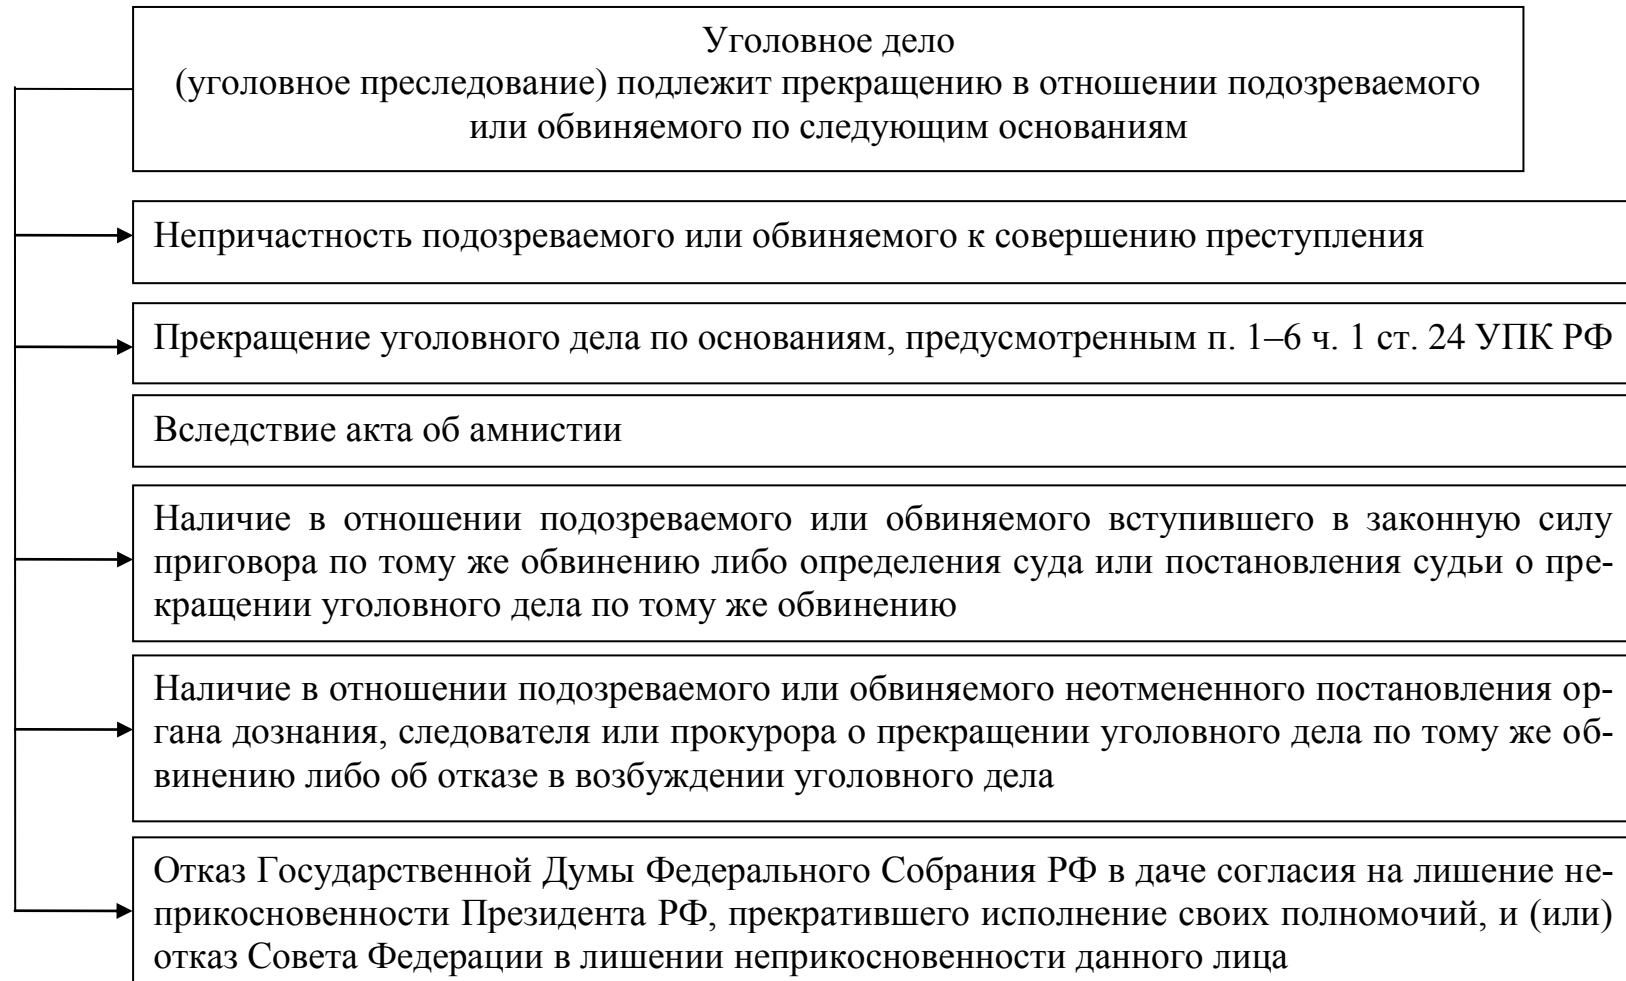 Уголовное дело
(уголовное преследование) подлежит прекращению в отношении подозреваемого
или обвиняемого по следующим основаниям
Непричастность подозреваемого или обвиняемого к совершению преступления
Прекращение уголовного дела по основаниям, предусмотренным п. 1–6 ч. 1 ст. 24 УПК РФ
Вследствие акта об амнистии
Наличие в отношении подозреваемого или обвиняемого вступившего в законную силу
приговора по тому же обвинению либо определения суда или постановления судьи о пре-
кращении уголовного дела по тому же обвинению
Наличие в отношении подозреваемого или обвиняемого неотмененного постановления ор-
гана дознания, следователя или прокурора о прекращении уголовного дела по тому же об-
винению либо об отказе в возбуждении уголовного дела
Отказ Государственной Думы Федерального Собрания РФ в даче согласия на лишение не-
прикосновенности Президента РФ, прекратившего исполнение своих полномочий, и (или)
отказ Совета Федерации в лишении неприкосновенности данного лица